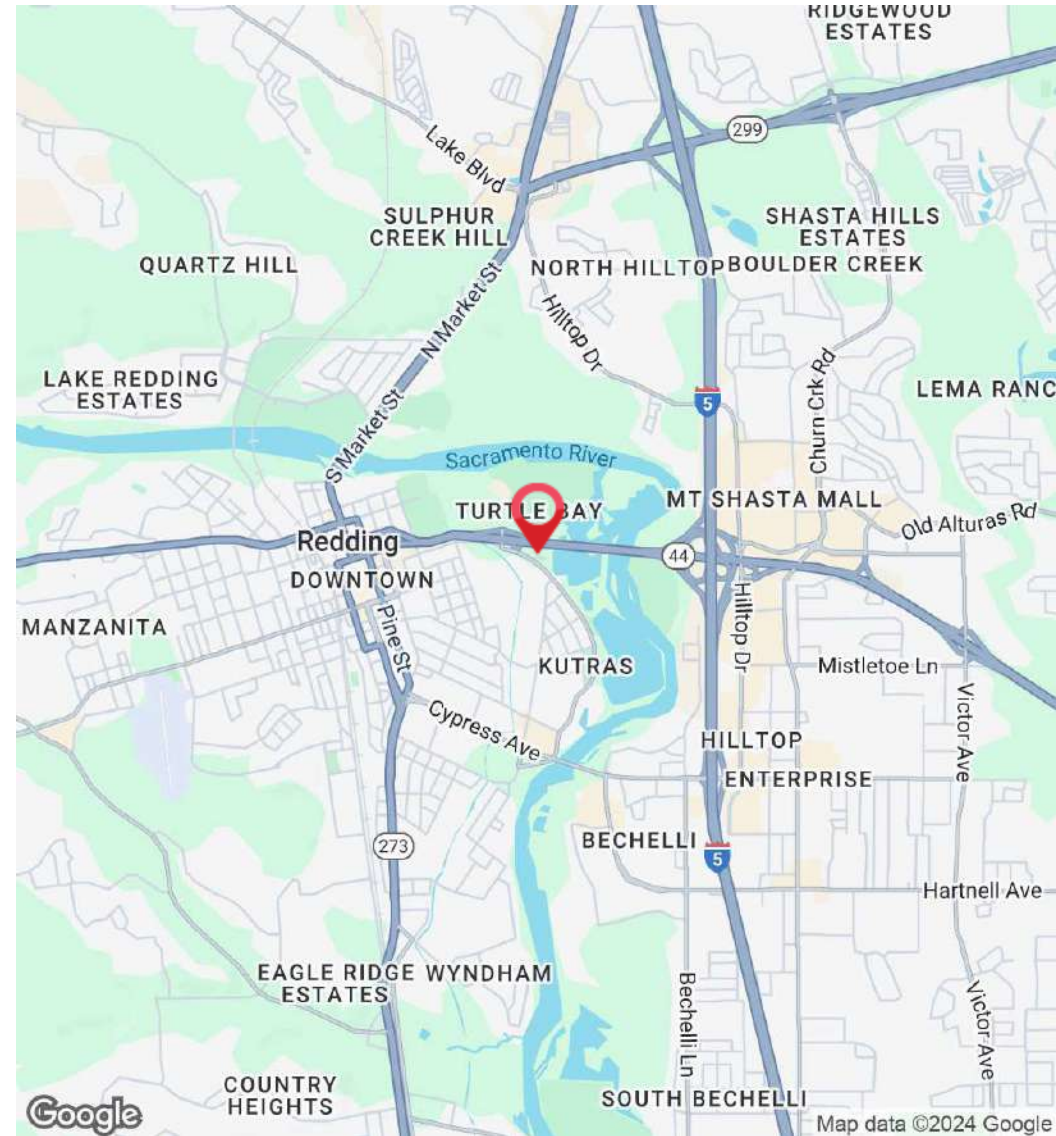 RIDGEWOOD
ESTATES
299
Lake Blvd
SULPHUR
CREEK HILL
SHASTA HILLS
ESTATES
QUARTZ HILL
NORTH HILLTOP
BOULDER CREEK
N Market St
Hilltop Dr
Churn Crk Rd
LAKE REDDING
ESTATES
5
LEMA RANC
S Market St
Sacramento River
TURTLE BAY
MT SHASTA MALL
Old Alturas Rd
Redding
44
DOWNTOWN
Hilltop Dr
MANZANITA
Pine St
KUTRAS
Mistletoe Ln
Victor Ave
Cypress Ave
HILLTOP
ENTERPRISE
273
BECHELLI
5
Hartnell Ave
EAGLE RIDGE
ESTATES
WYNDHAM
Bechelli Ln
Victor Ave
COUNTRY
HEIGHTS
SOUTH BECHELLI
Google
Map data ©2024 Google